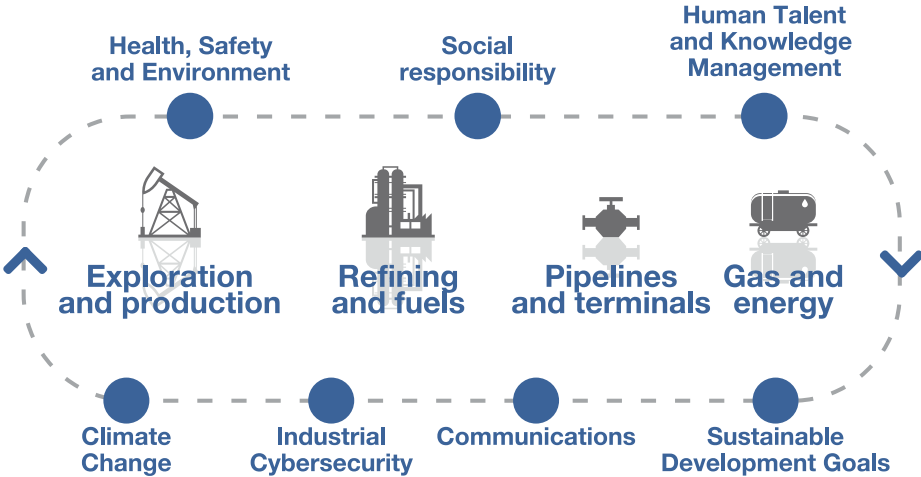 Health, Safety
and Environment
Social
responsibility
Human Talent
and Knowledge
Management
Exploration
and production
Refining
and fuels
Pipelines
and terminals
Gas and
energy
Climate
Change
Industrial
Cybersecurity
Communications
Sustainable
Development Goals